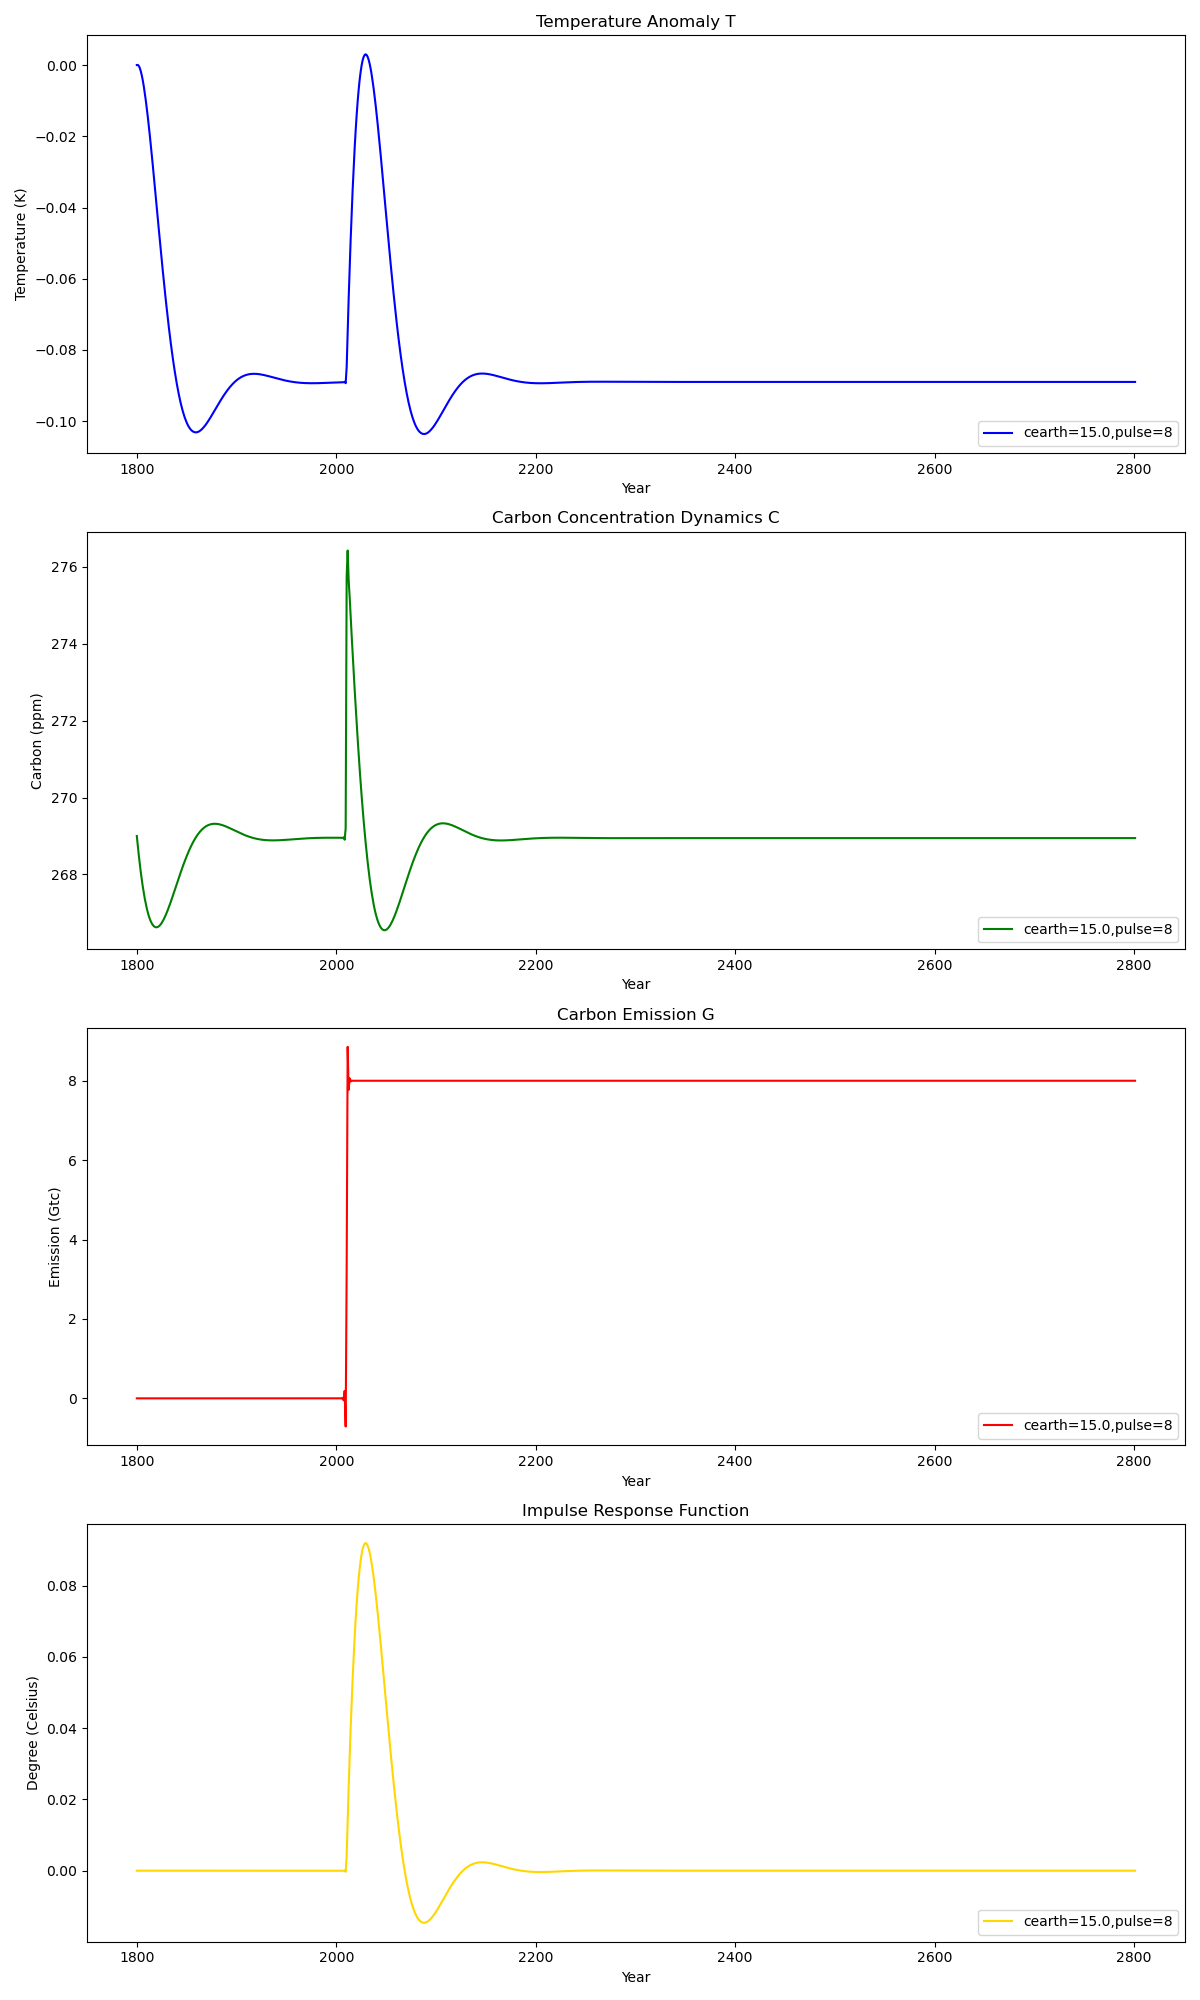 Temperature Anomaly T
0.00
−0.02
−0.04
−0.06
−0.08
−0.10
Temperature (K)
cearth=15.0,pulse=8
1800 2000 2200 2400 2600 2800
Year
Carbon Concentration Dynamics C
276
274
272
270
268
Carbon (ppm)
cearth=15.0,pulse=8
1800 2000 2200 2400 2600 2800
Year
Carbon Emission G
8
6
4
2
0
Emission (Gtc)
cearth=15.0,pulse=8
1800 2000 2200 2400 2600 2800
Year
Impulse Response Function
0.08
0.06
0.04
0.02
0.00
Degree (Celsius)
cearth=15.0,pulse=8
1800 2000 2200 2400 2600 2800
Year